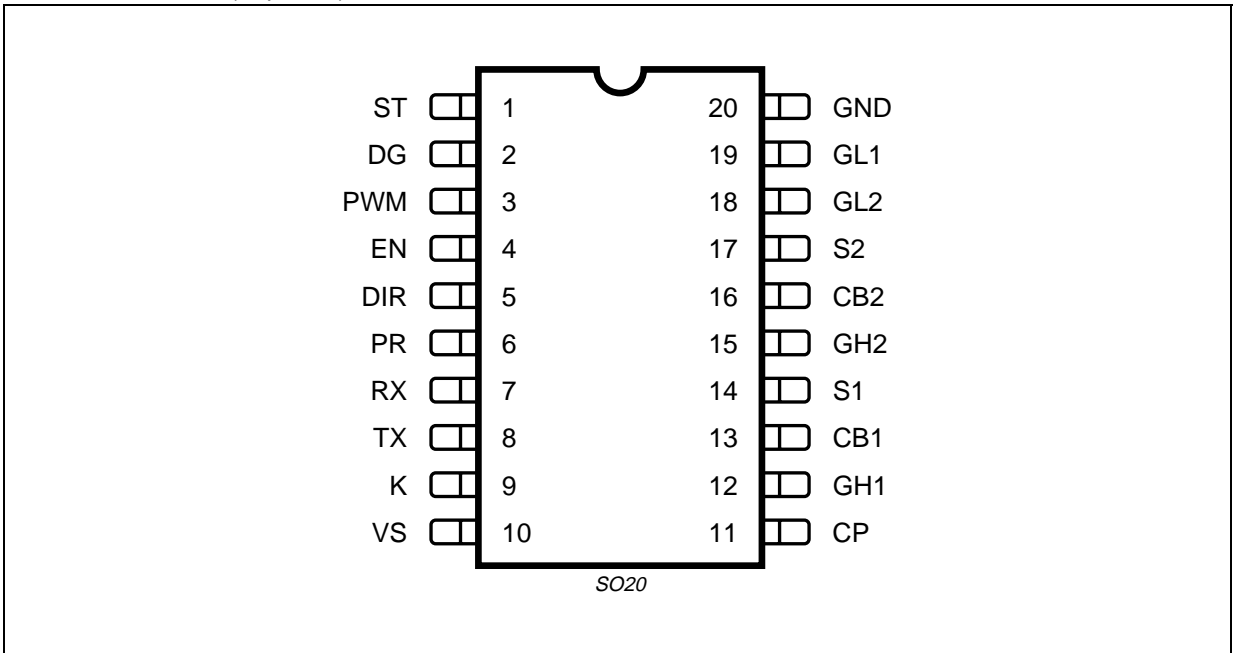 ST 1 20 GND
DG 2 19 GL1
PWM 3 18 GL2
EN 4 17 S2
DIR 5 16 CB2
PR 6 15 GH2
RX 7 14 S1
TX 8 13 CB1
K 9 12 GH1
VS 10 11 CP
SO20